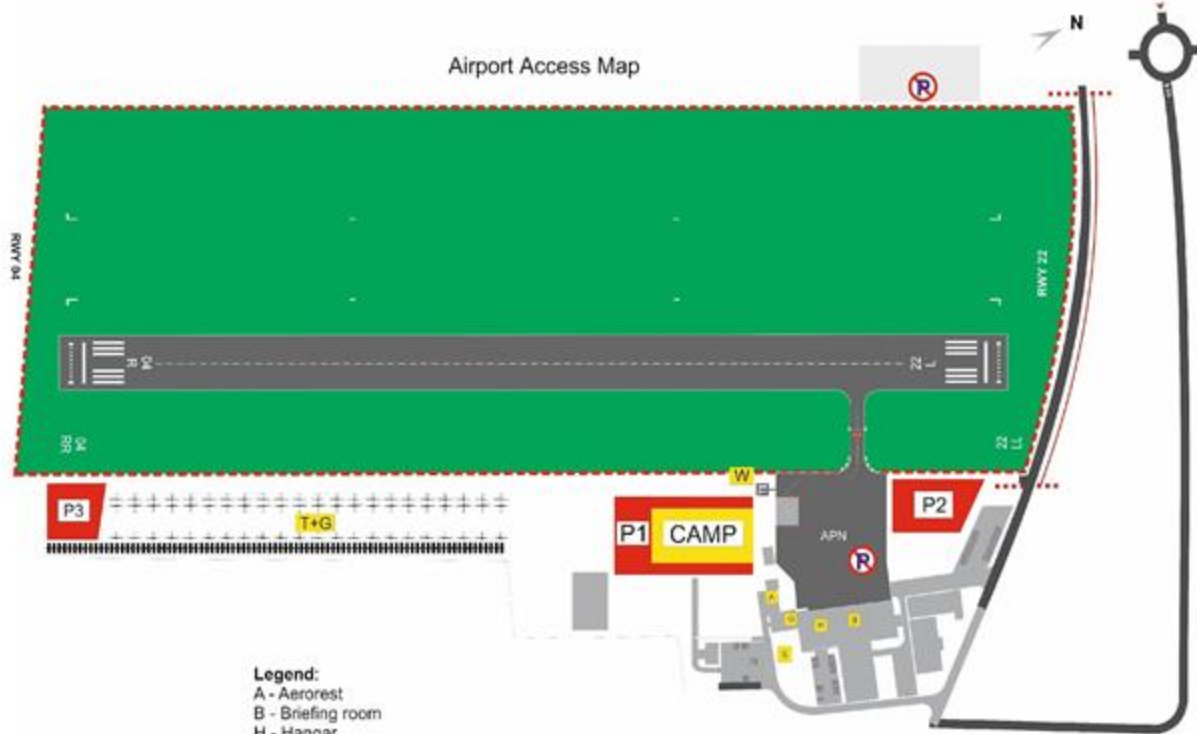 N
Airport Access Map
RWY 04
RWY 22
04
R
22
L
04
RR
22
LL
W
P3
T+G
P1
CAMP
P2
APN
A
Legend:
A - Aerorest
B - Briefing room
H - Hangar